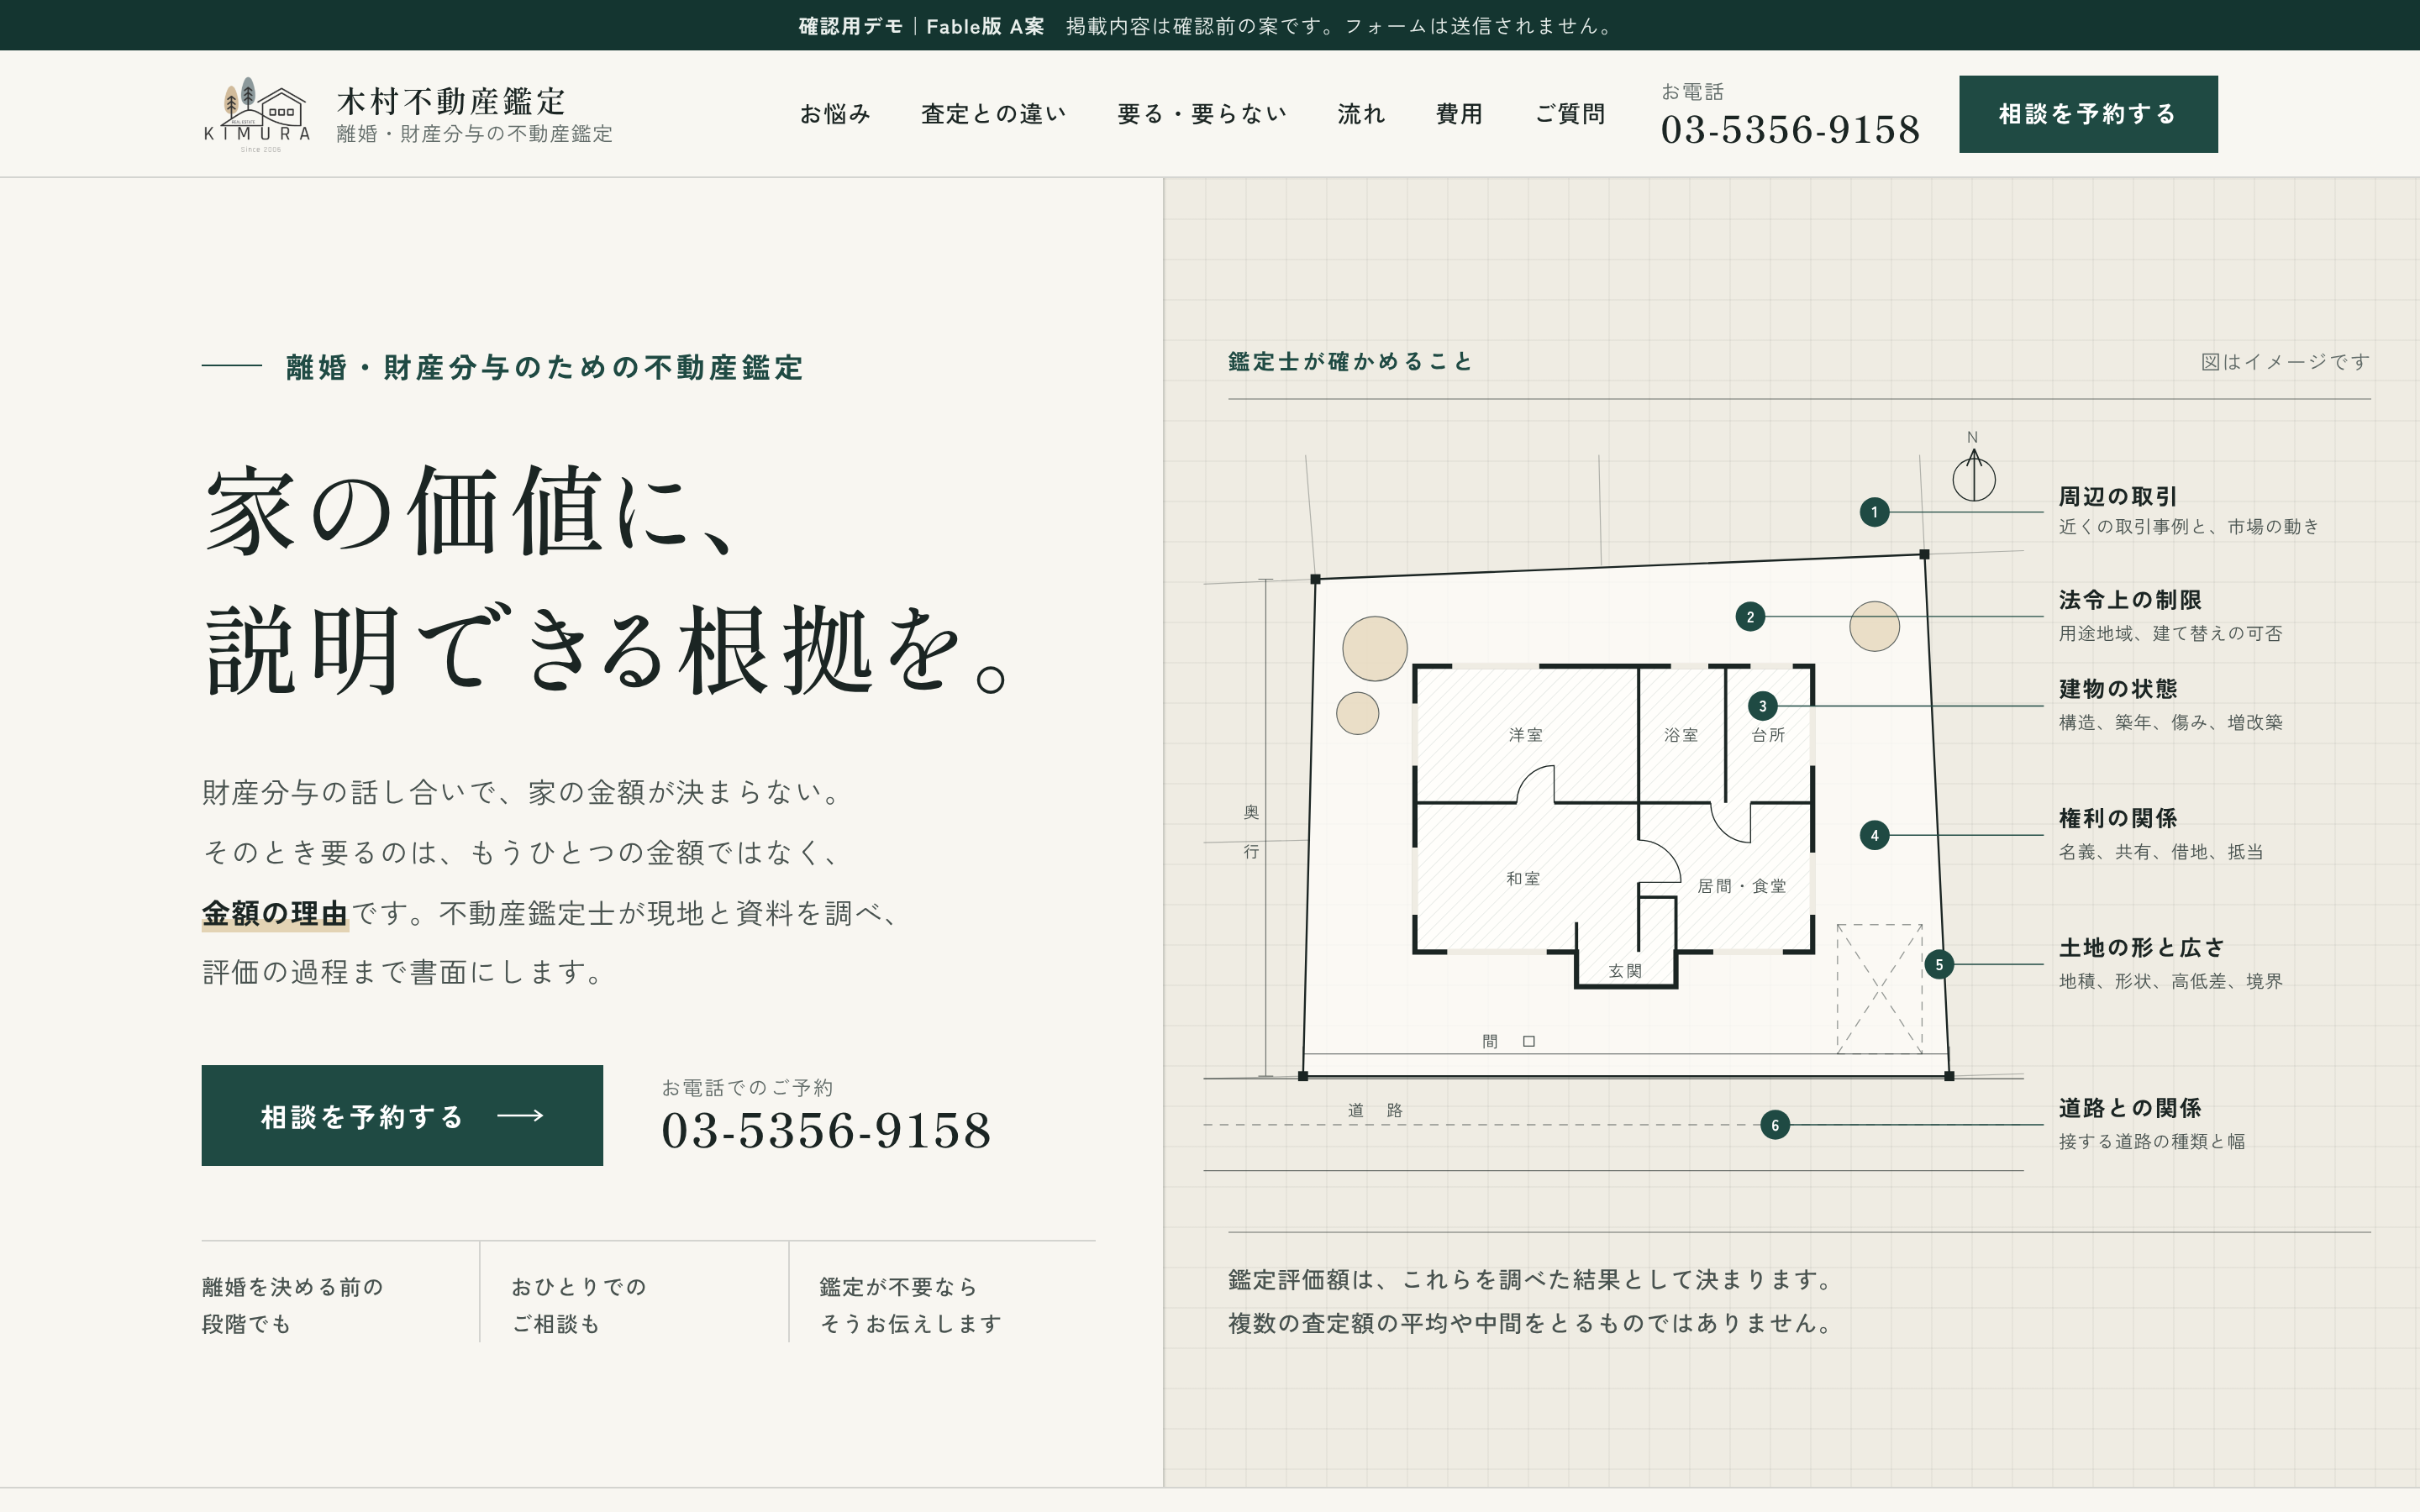 確認用デモ｜Fable版 A案 掲載内容は確認前の案です。フォームは送信されません。
KIMURA
Since 2006
木村不動産鑑定
離婚・財産分与の不動産鑑定
お悩み 査定との違い 要る・要らない 流れ 費用 ご質問
お電話
03-5356-9158
相談を予約する
離婚・財産分与のための不動産鑑定
家の価値に、
説明できる根拠を。
財産分与の話し合いで、家の金額が決まらない。
そのとき要るのは、もうひとつの金額ではなく、
金額の理由です。不動産鑑定士が現地と資料を調べ、
評価の過程まで書面にします。
相談を予約する
お電話でのご予約
03-5356-9158
離婚を決める前の
段階でも
おひとりでの
ご相談も
鑑定が不要なら
そうお伝えします
鑑定士が確かめること
図はイメージです
N
1
周辺の取引
近くの取引事例と、市場の動き
2
法令上の制限
用途地域、建て替えの可否
3
建物の状態
構造、築年、傷み、増改築
洋室
浴室
台所
奥行
4
権利の関係
名義、共有、借地、抵当
和室
居間・食堂
5
土地の形と広さ
地積、形状、高低差、境界
玄関
間口
道路
6
道路との関係
接する道路の種類と幅
鑑定評価額は、これらを調べた結果として決まります。
複数の査定額の平均や中間をとるものではありません。